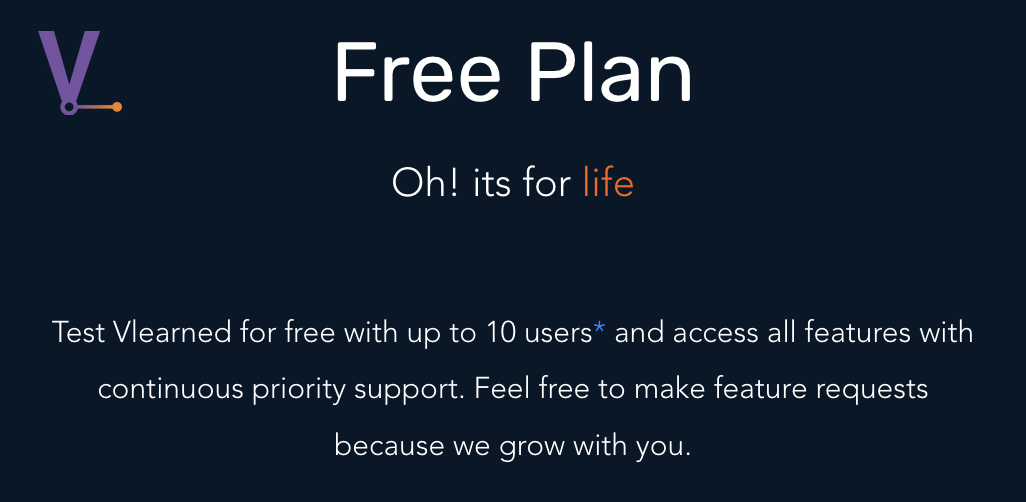 V
Free Plan
Oh! its for life
Test Vlearned for free with up to 10 users* and access all features with
continuous priority support. Feel free to make feature requests
because we grow with you.